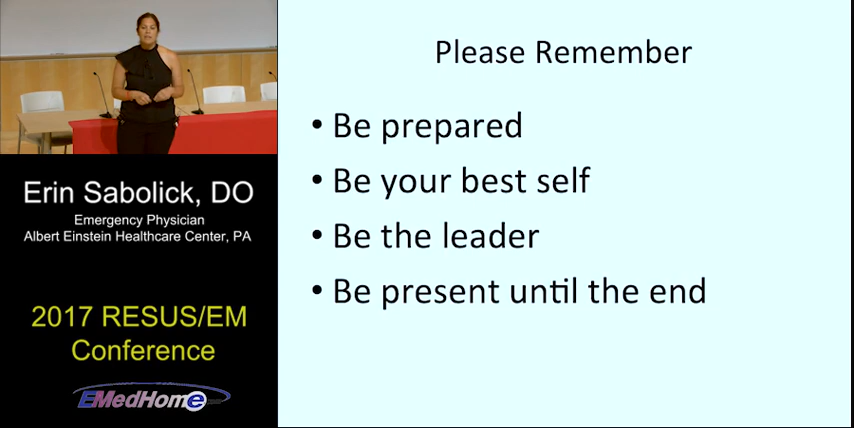 Erin Sabolick, DO
Emergency Physician
Albert Einstein Healthcare Center, PA
2017 RESUS/EM
Conference
EMedHome
Please Remember
• Be prepared
• Be your best self
• Be the leader
• Be present until the end